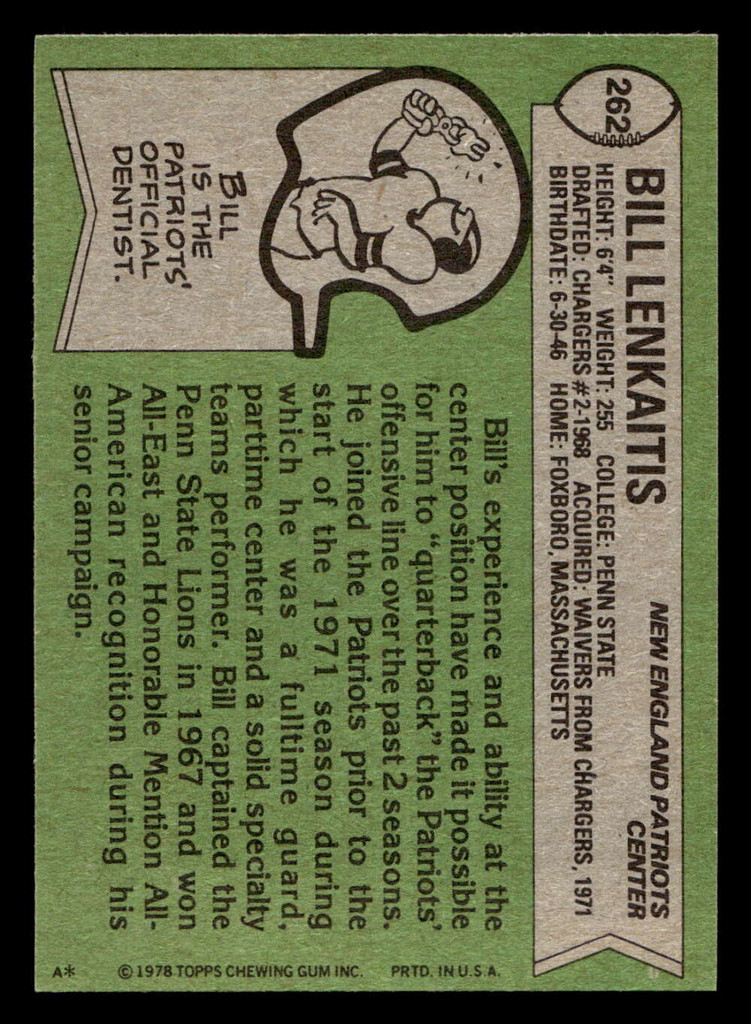 262
BILL LENKAITIS
NEW ENGLAND PATRIOTS
CENTER
HEIGHT: 6'4" WEIGHT: 255 COLLEGE: PENN STATE
DRAFTED: CHARGERS #2-1968 ACQUIRED: WAIVERS FROM CHARGERS, 1971
BIRTHDATE: 6-30-46 HOME: FOXBORO, MASSACHUSETTS
BILL
IS THE
PATRIOTS'
OFFICIAL
DENTIST.
Bill's experience and ability at the
center position have made it possible
for him to "quarterback" the Patriots'
offensive line over the past 2 seasons.
He joined the Patriots prior to the
start of the 1971 season during
which he was a fulltime guard,
parttime center and a solid specialty
teams performer. Bill captained the
Penn State Lions in 1967 and won
All-East and Honorable Mention All-
American recognition during his
senior campaign.
A* © 1978 TOPPS CHEWING GUM INC. PRTD. IN U.S.A.